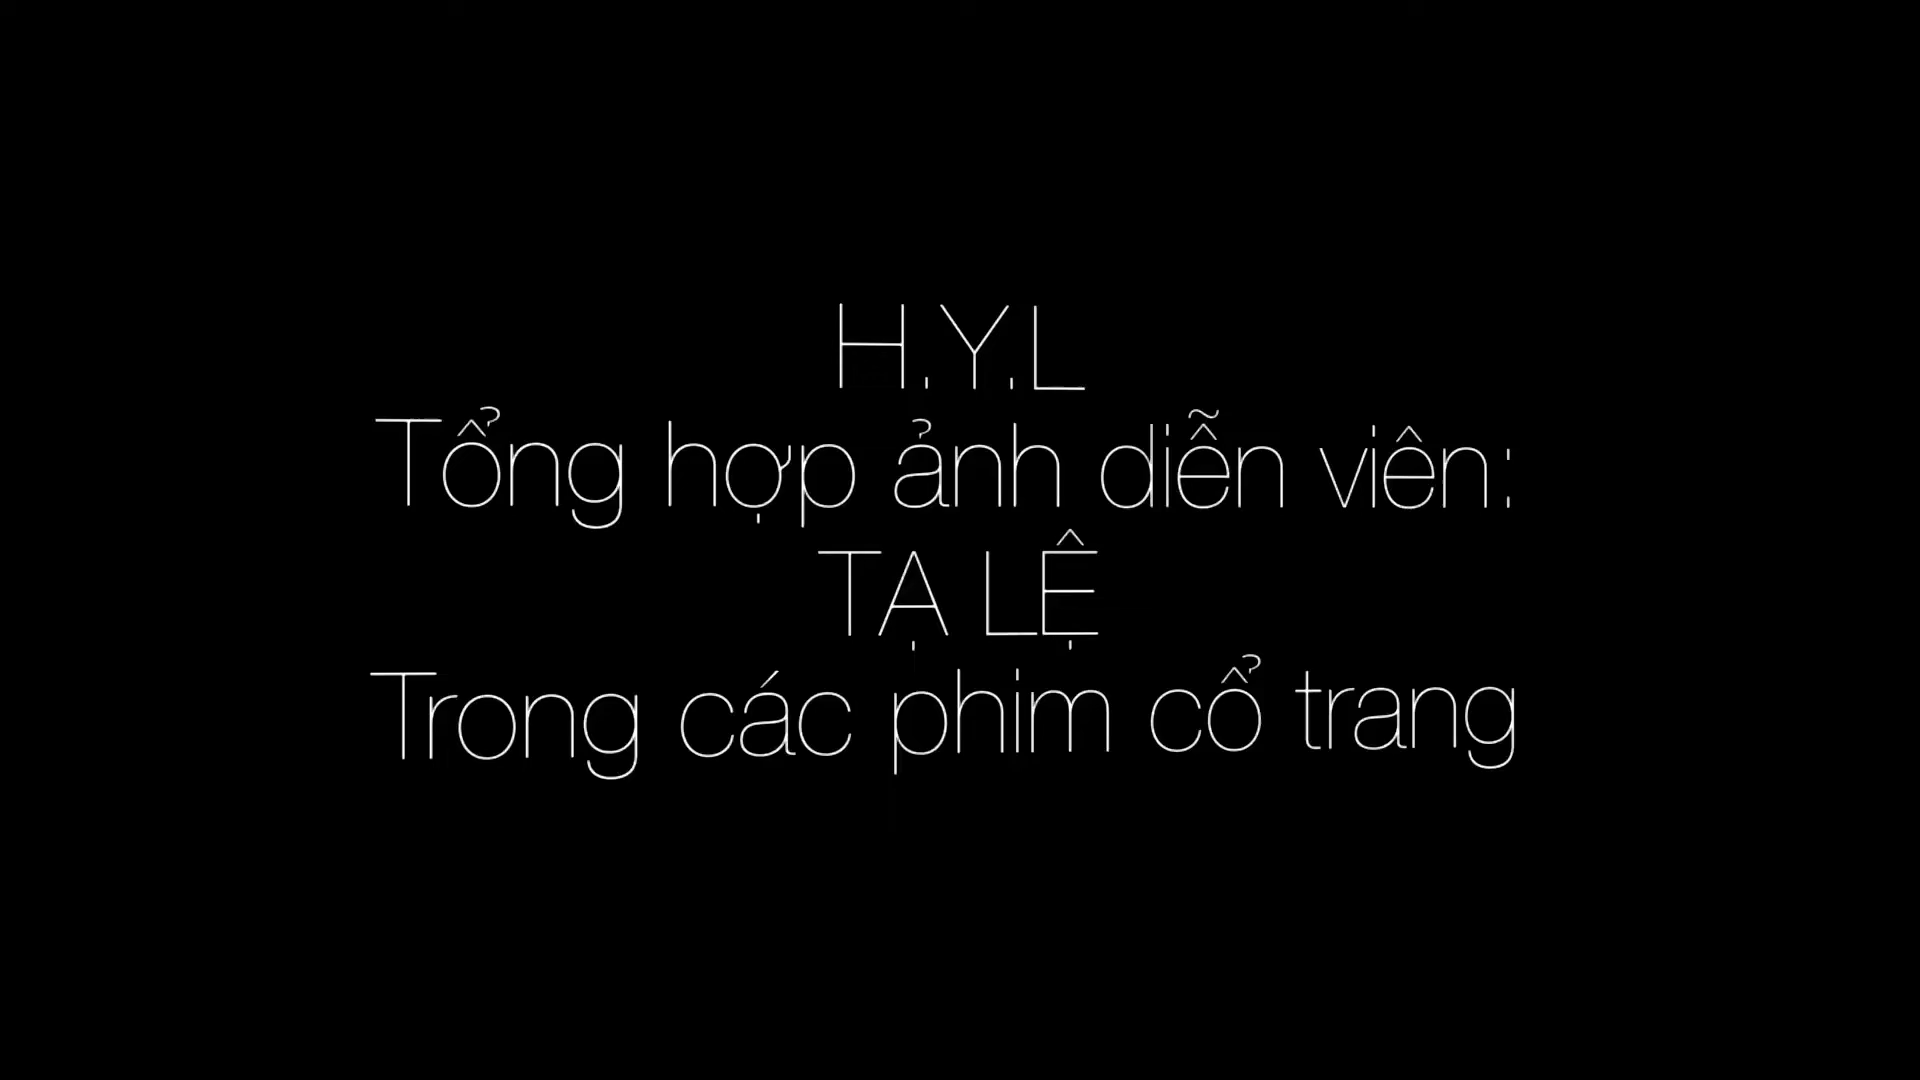 H.Y.L
Tổng hợp ảnh diễn viên:
TẠ LỆ
Trong các phim cổ trang